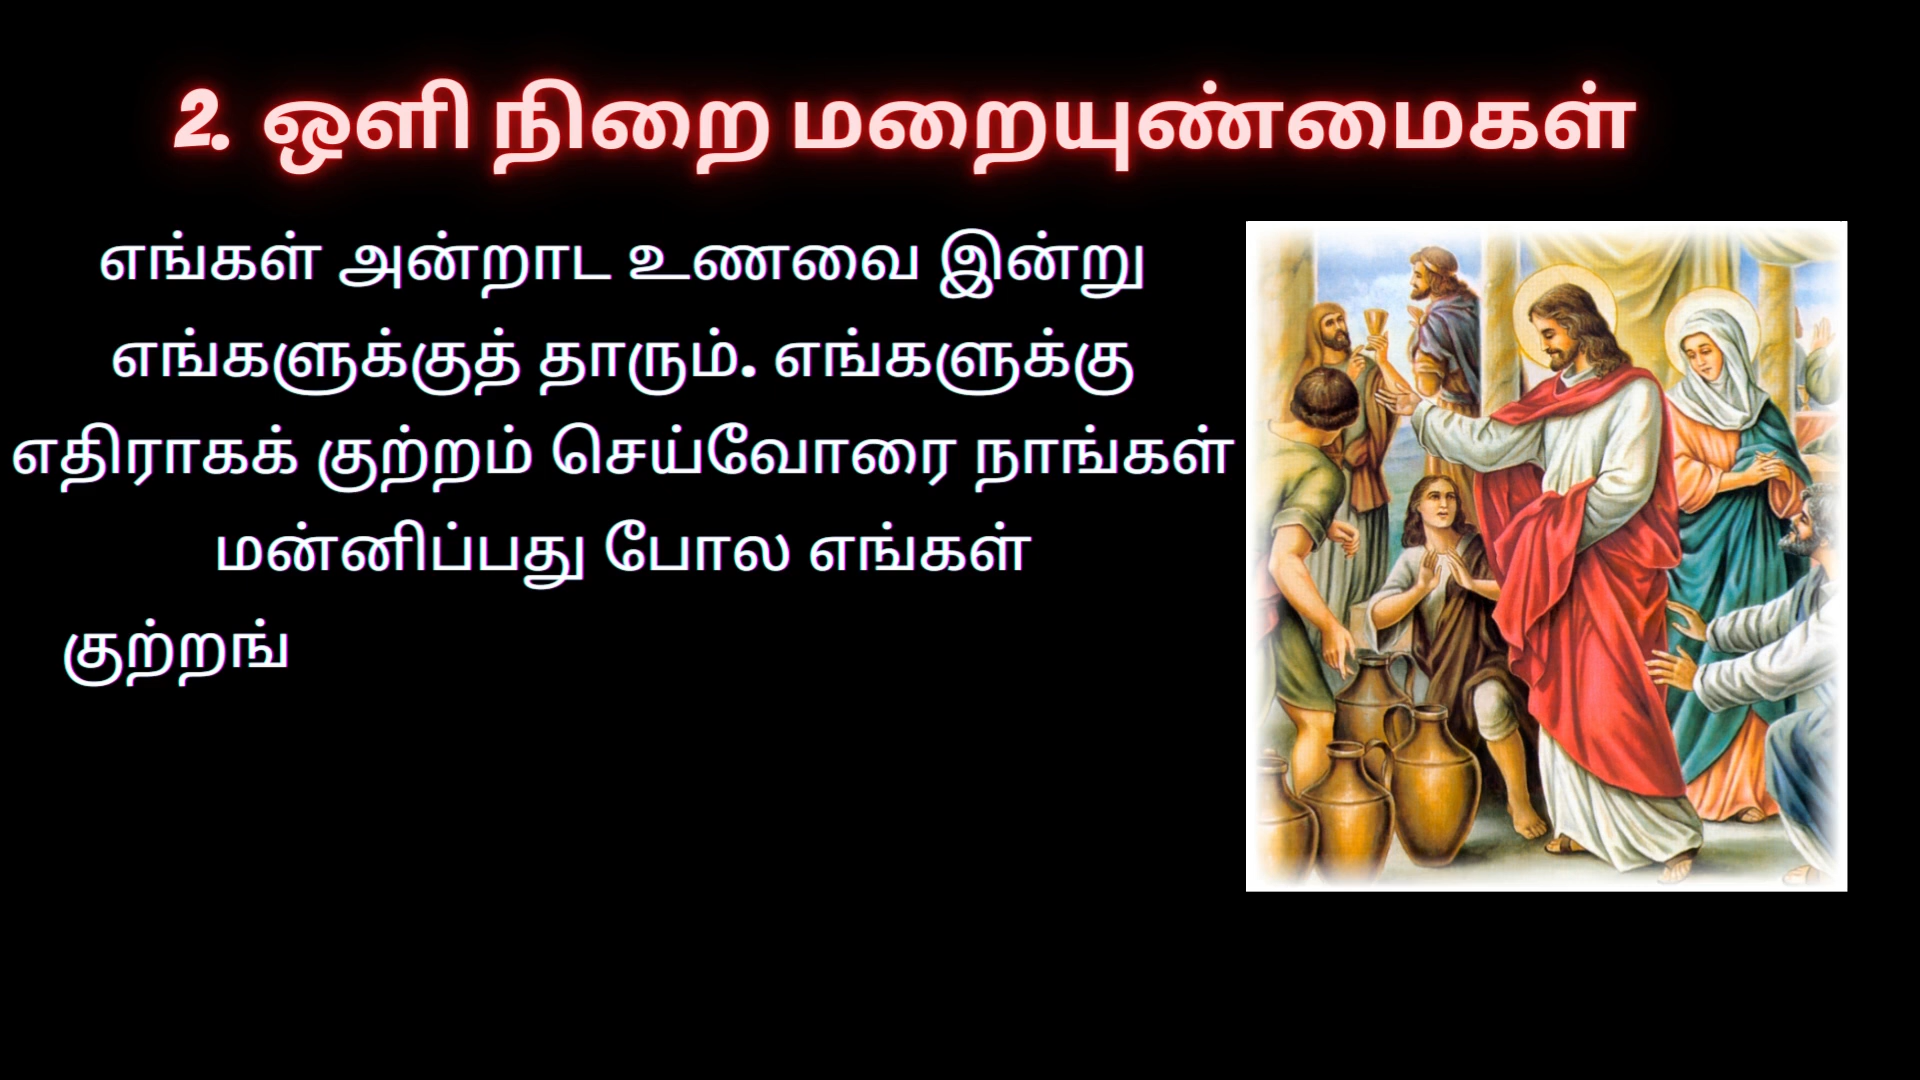 2. ஒளி நிறை மறையுண்மைகள்
எங்கள் அன்றாட உணவை இன்று
எங்களுக்குத் தாரும். எங்களுக்கு
எதிராகக் குற்றம் செய்வோரை நாங்கள்
மன்னிப்பது போல எங்கள்
குற்றங்